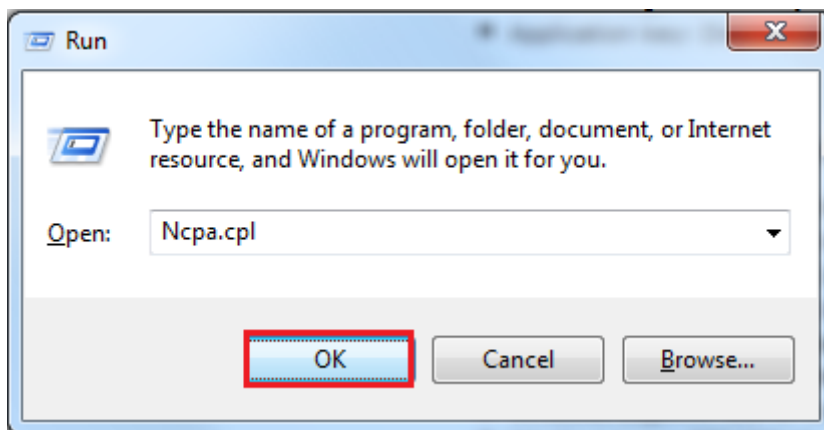 Run
Type the name of a program, folder, document, or Internet
resource, and Windows will open it for you.
Open:
Ncpa.cpl
OK
Cancel
Browse...